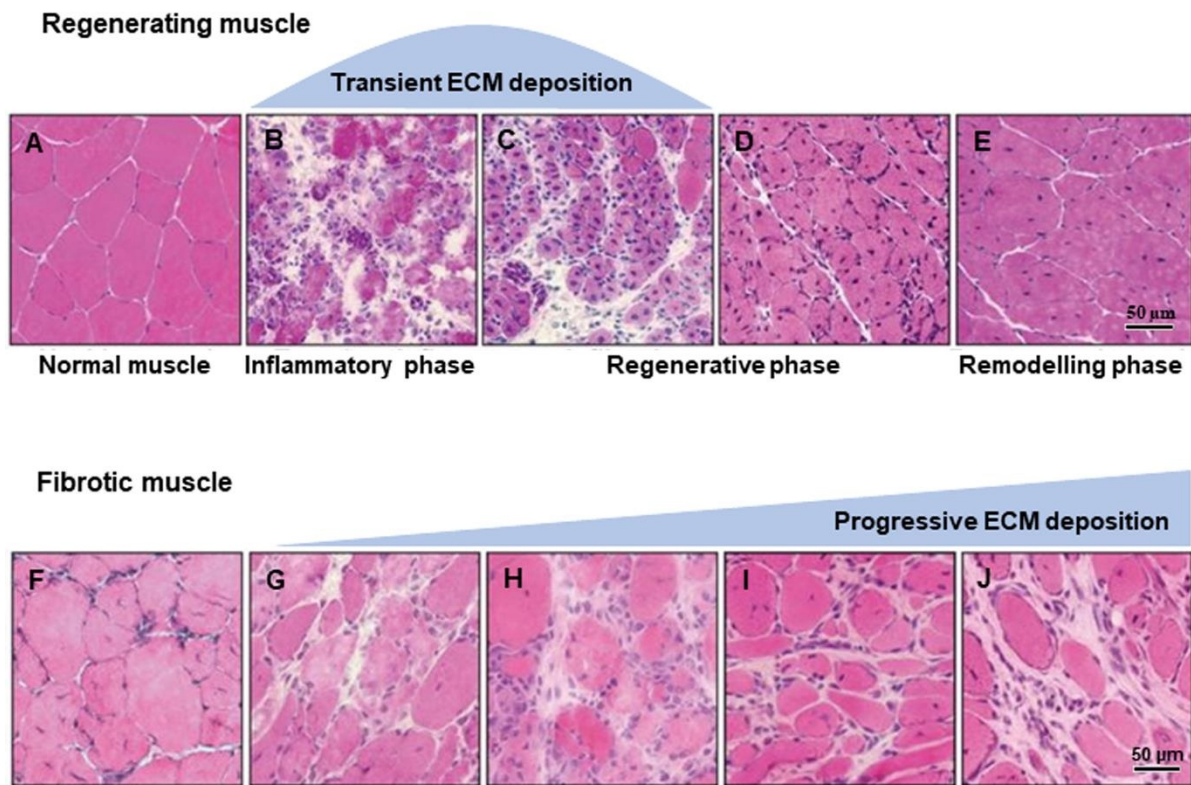 Regenerating muscle
Transient ECM deposition
A B C D E
50 µm
Normal muscle Inflammatory phase Regenerative phase Remodelling phase
Fibrotic muscle
Progressive ECM deposition
F G H I J
50 µm